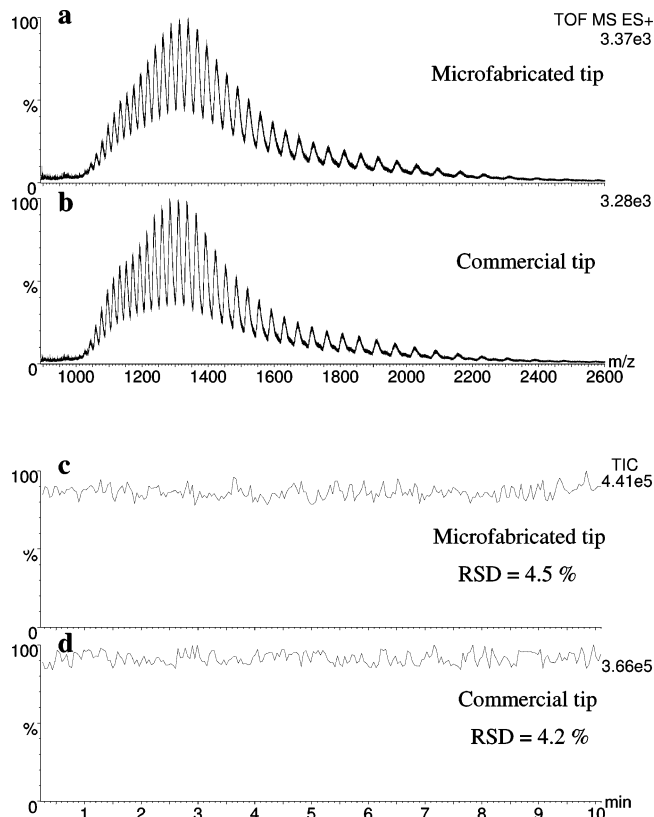 a
100
TOF MS ES+
3.37e3
Microfabricated tip
%
0
b
100
3.28e3
Commercial tip
%
0
m/z
1000 1200 1400 1600 1800 2000 2200 2400 2600
c
100
TIC
4.41e5
Microfabricated tip
%
RSD = 4.5 %
0
d
100
3.66e5
Commercial tip
%
RSD = 4.2 %
0
min
1 2 3 4 5 6 7 8 9 10